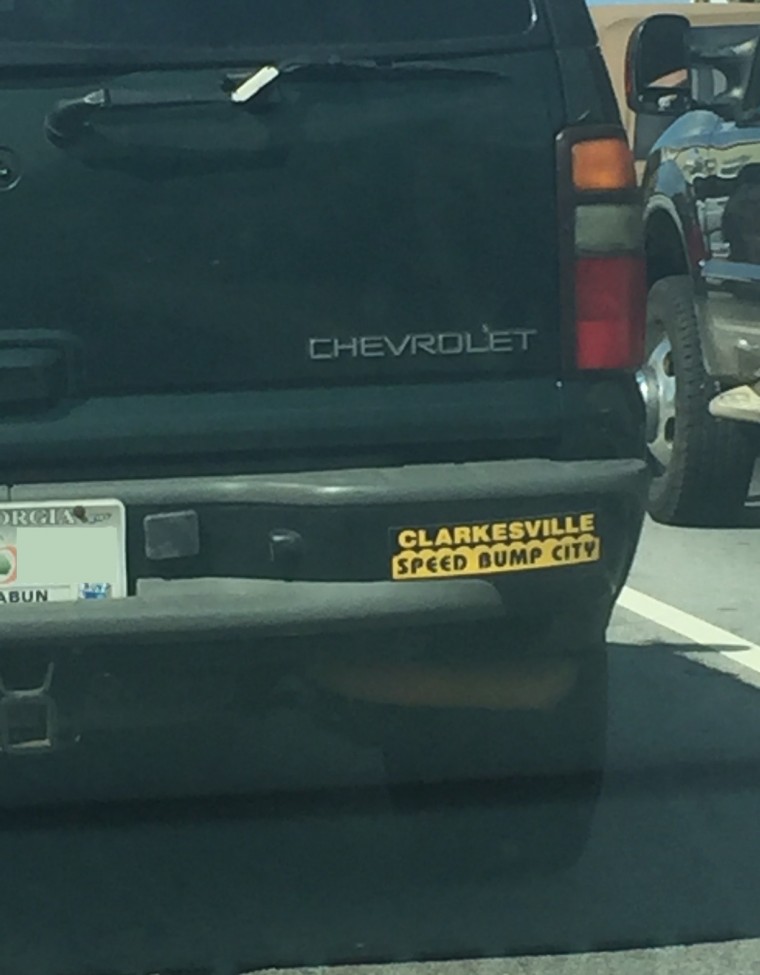 CHEVROLET
CLARKESVILLE
SPEED BUMP CITY
ORGIA
ABUN